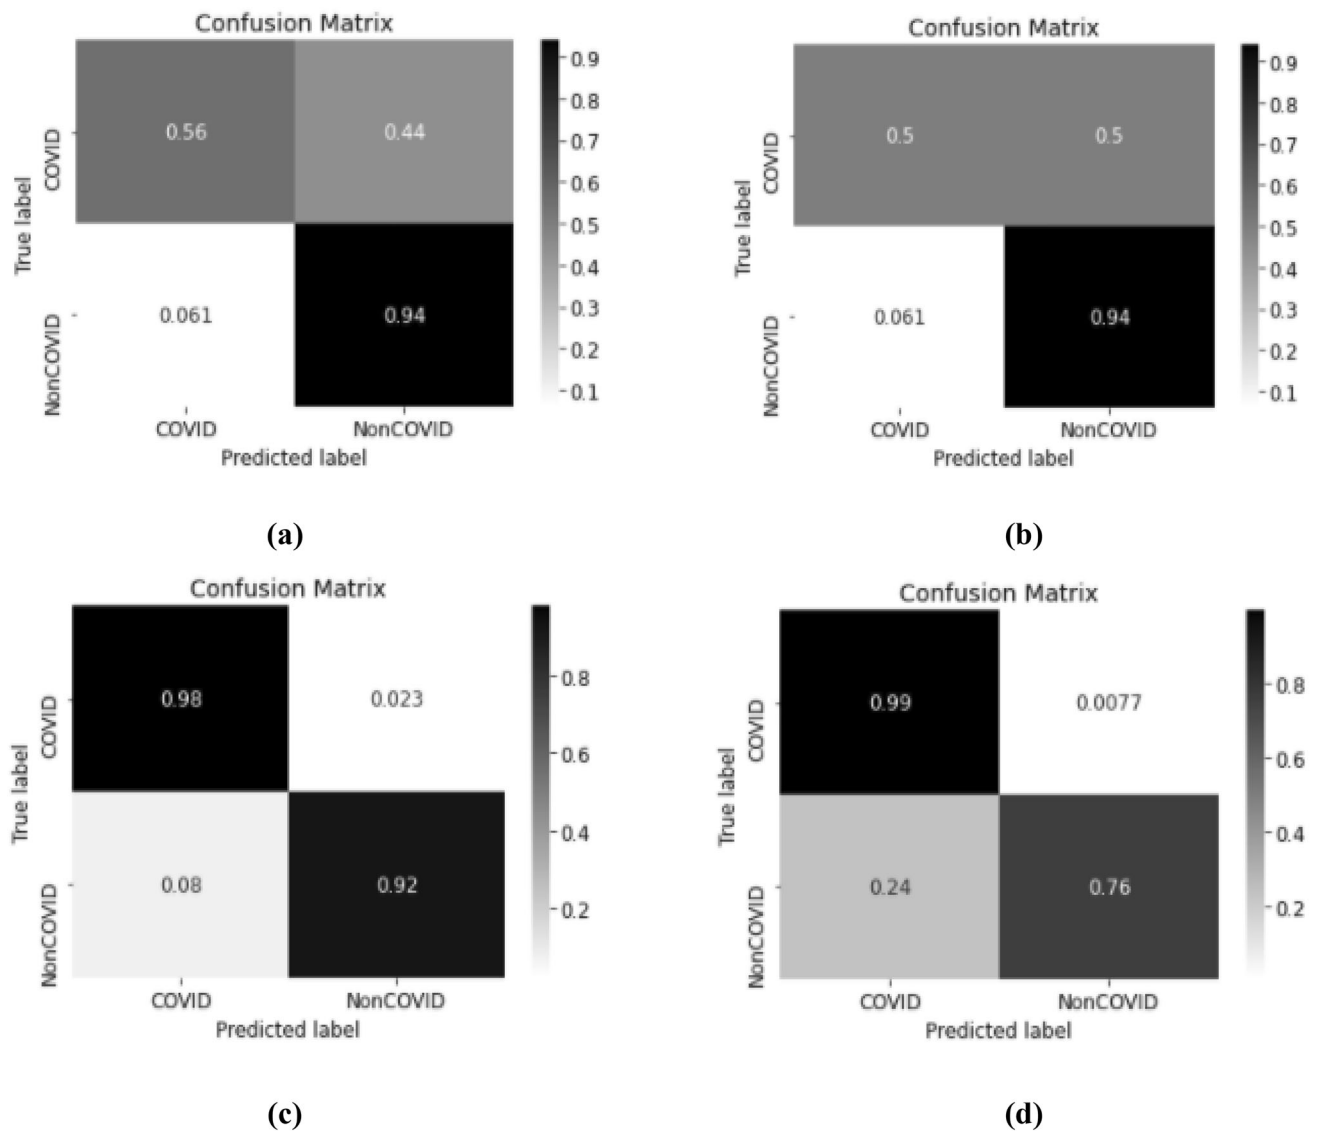 Confusion Matrix
0.56 0.44
0.061 0.94
COVID
NonCOVID
True label
COVID NonCOVID
Predicted label
0.9
0.8
0.7
0.6
0.5
0.4
0.3
0.2
0.1
(a)
Confusion Matrix
0.5 0.5
0.061 0.94
COVID
NonCOVID
True label
COVID NonCOVID
Predicted label
0.9
0.8
0.7
0.6
0.5
0.4
0.3
0.2
0.1
(b)
Confusion Matrix
0.98 0.023
0.08 0.92
COVID
NonCOVID
True label
COVID NonCOVID
Predicted label
0.8
0.6
0.4
0.2
(c)
Confusion Matrix
0.99 0.0077
0.24 0.76
COVID
NonCOVID
True label
COVID NonCOVID
Predicted label
0.8
0.6
0.4
0.2
(d)